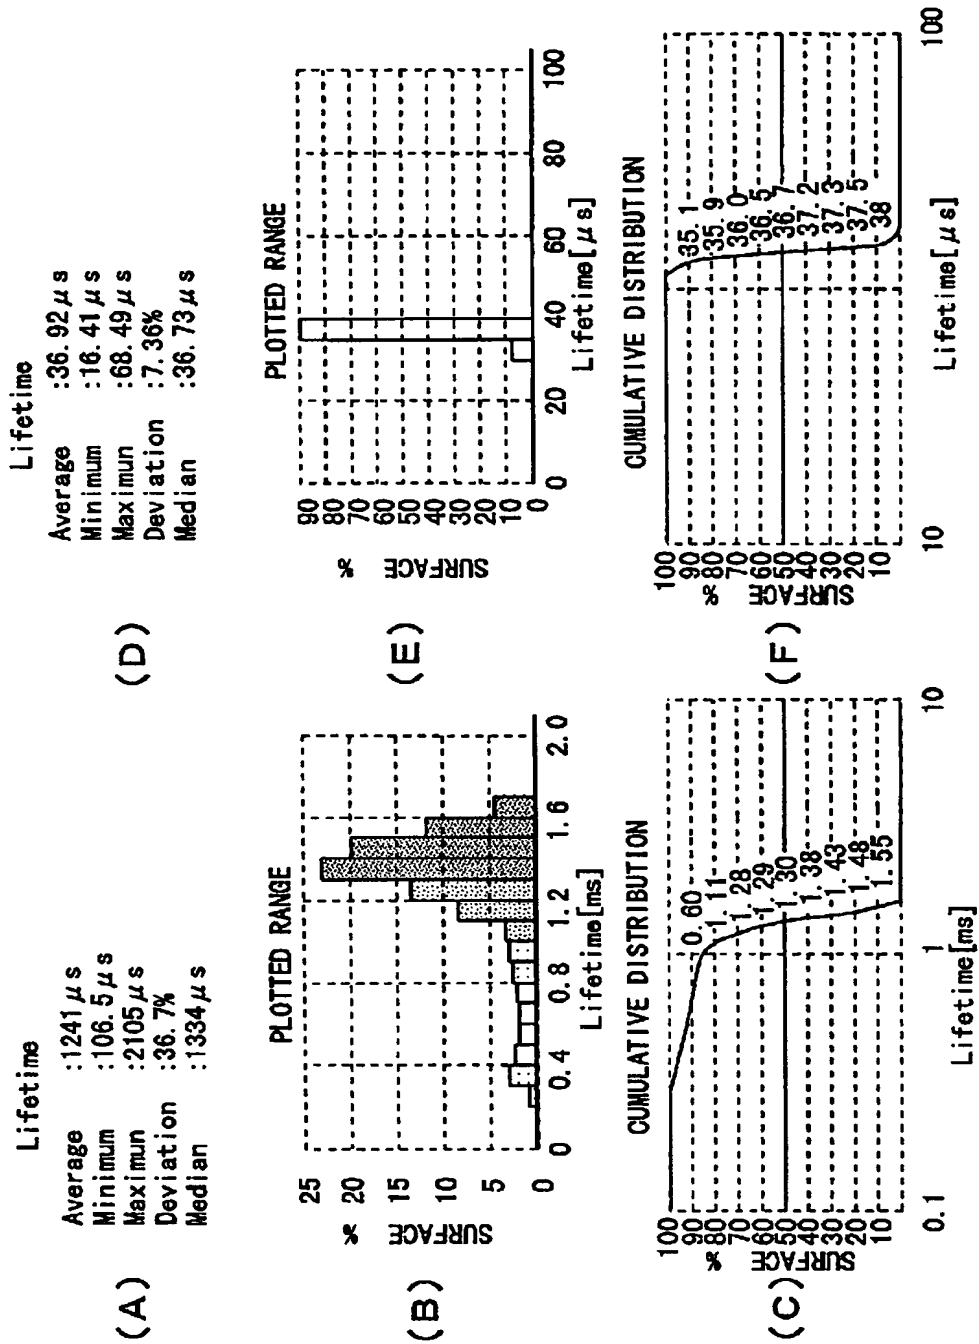 (A)
Lifetime
Average :1241μs
Minimum :106.5μs
Maximun :2105μs
Deviation :36.7%
Median :1334μs
(B)
PLOTTED RANGE
SURFACE %
25
20
15
10
5
0
0 0.4 0.8 1.2 1.6 2.0
Lifetime[ms]
(C)
CUMULATIVE DISTRIBUTION
SURFACE %
100
90
80
70
60
50
40
30
20
10
0.60
1.11
1.28
1.29
1.30
1.38
1.43
1.48
1.55
0.1 1 10
Lifetime[ms]
(D)
Lifetime
Average :36.92μs
Minimum :16.41μs
Maximun :68.49μs
Deviation :7.36%
Median :36.73μs
(E)
PLOTTED RANGE
SURFACE %
90
80
70
60
50
40
30
20
10
0
0 20 40 60 80 100
Lifetime[μs]
(F)
CUMULATIVE DISTRIBUTION
SURFACE %
100
90
80
70
60
50
40
30
20
10
35.1
35.9
36.0
36.5
36.7
37.2
37.3
37.5
38
10 100